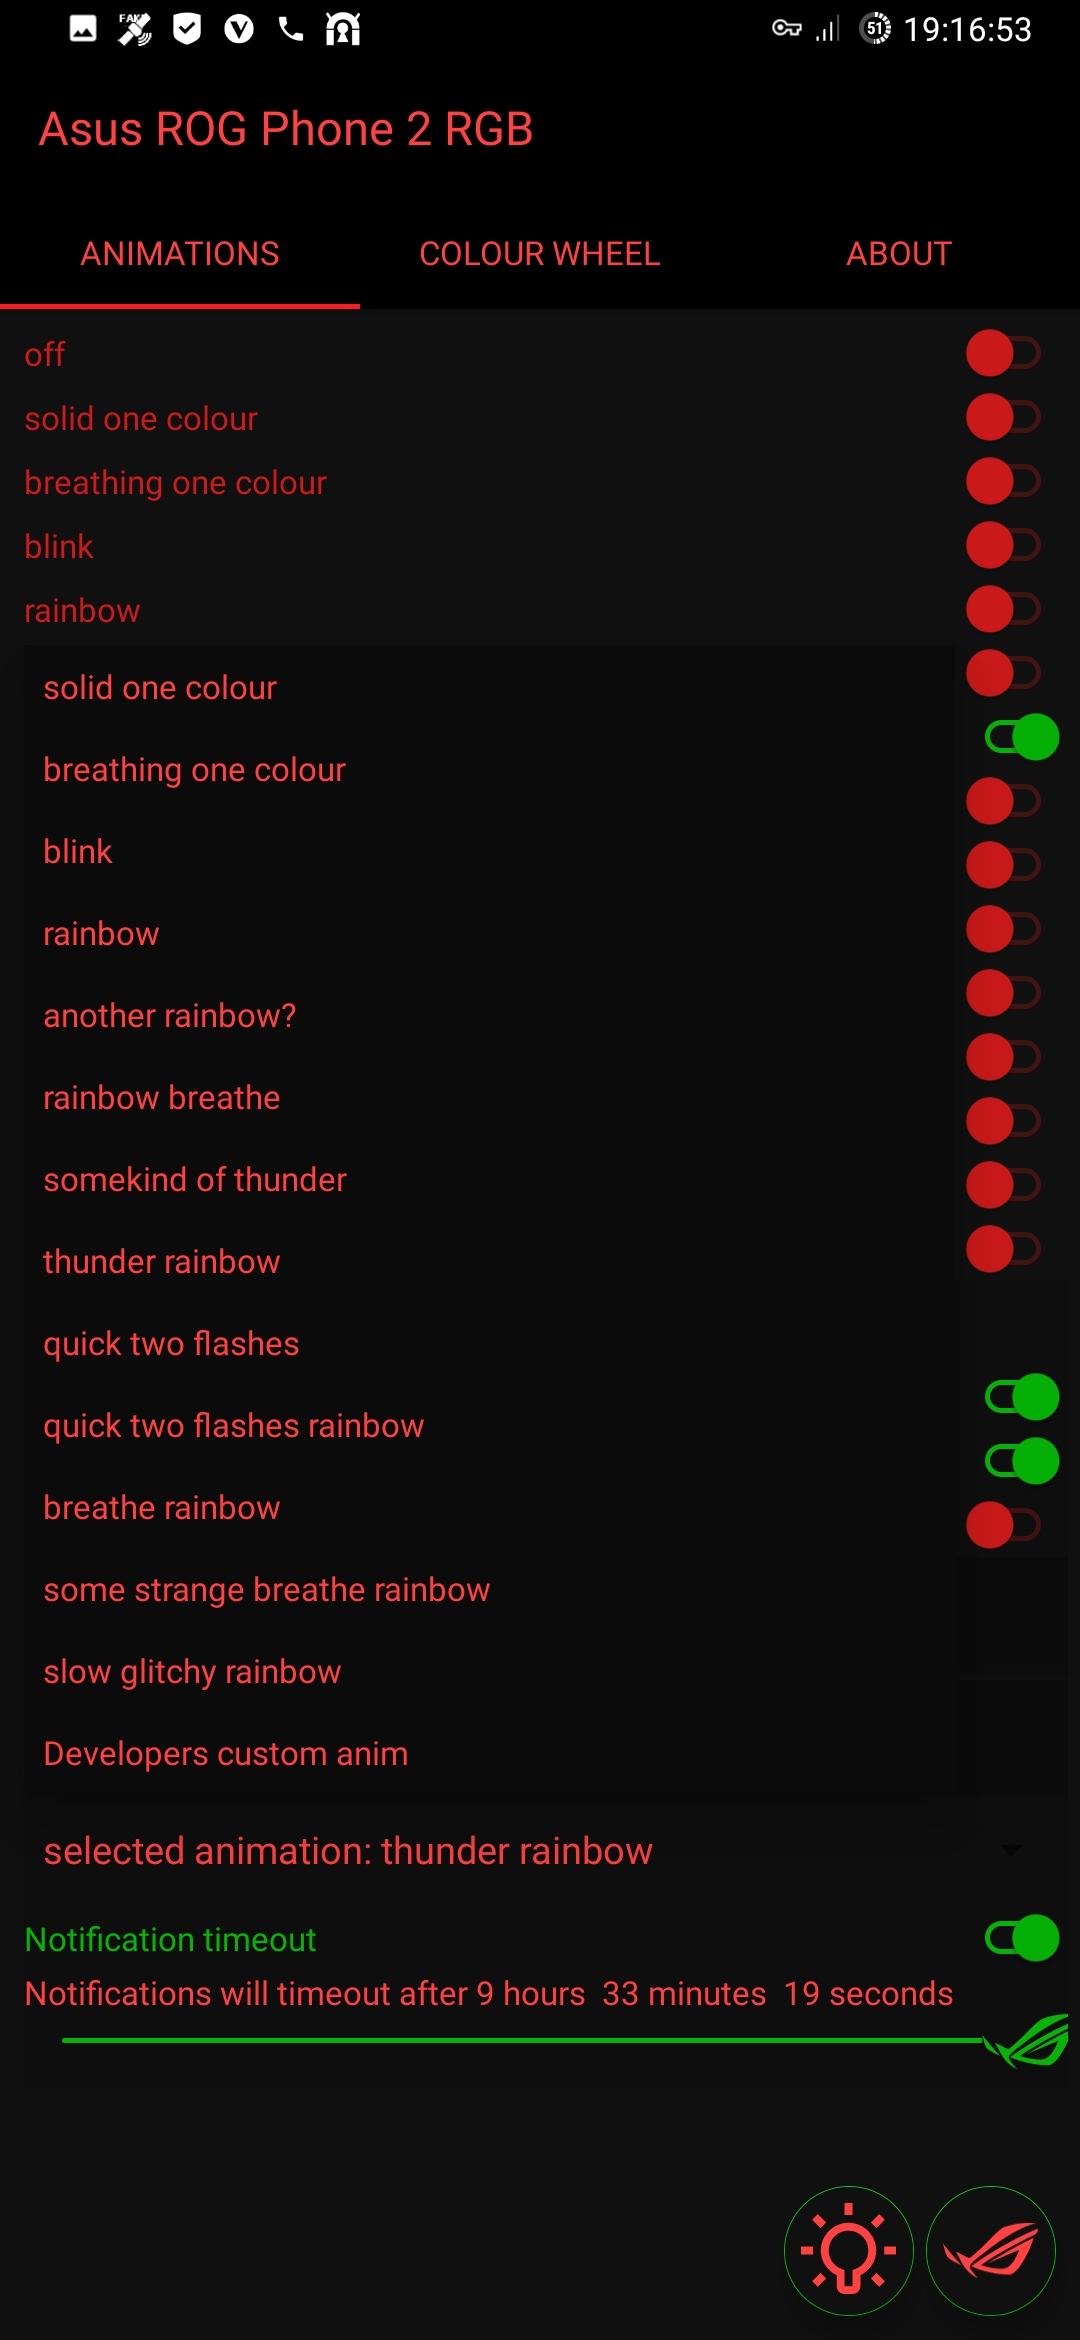 FAKE
51
19:16:53
Asus ROG Phone 2 RGB
ANIMATIONS
COLOUR WHEEL
ABOUT
off
solid one colour
breathing one colour
blink
rainbow
solid one colour
breathing one colour
blink
rainbow
another rainbow?
rainbow breathe
somekind of thunder
thunder rainbow
quick two flashes
quick two flashes rainbow
breathe rainbow
some strange breathe rainbow
slow glitchy rainbow
Developers custom anim
selected animation: thunder rainbow
Notification timeout
Notifications will timeout after 9 hours  33 minutes  19 seconds